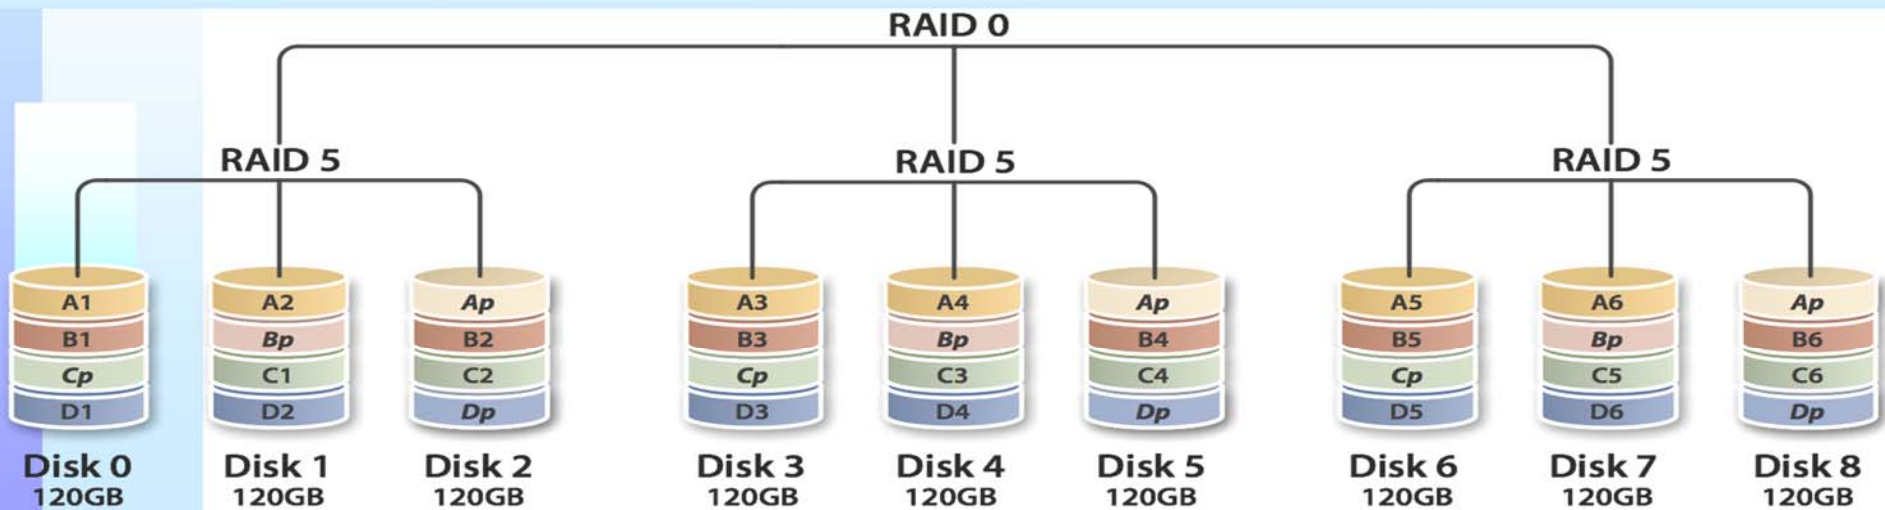 RAID 0
RAID 5 RAID 5 RAID 5
A1 A2 Ap A3 A4 Ap A5 A6 Ap
B1 Bp B2 B3 Bp B4 B5 Bp B6
Cp C1 C2 Cp C3 C4 Cp C5 C6
D1 D2 Dp D3 D4 Dp D5 D6 Dp
Disk 0 Disk 1 Disk 2 Disk 3 Disk 4 Disk 5 Disk 6 Disk 7 Disk 8
120GB 120GB 120GB 120GB 120GB 120GB 120GB 120GB 120GB